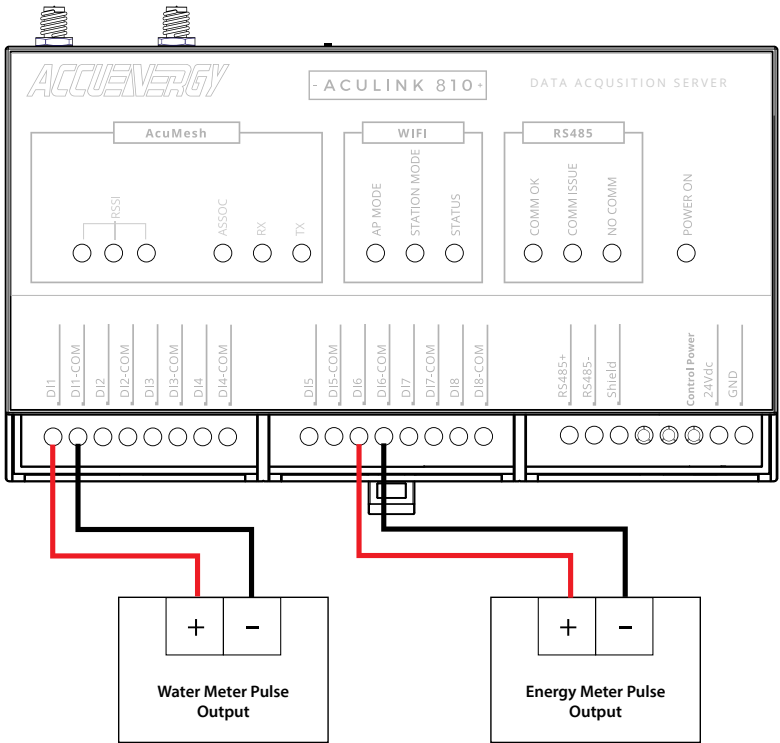 ACCUENERGY
- ACULINK 810 +
DATA ACQUSITION SERVER
AcuMesh
WIFI
RS485
RSSI
ASSOC
RX
TX
AP MODE
STATION MODE
STATUS
COMM OK
COMM ISSUE
NO COMM
POWER ON
DI1
DI1-COM
DI2
DI2-COM
DI3
DI3-COM
DI4
DI4-COM
DI5
DI5-COM
DI6
DI6-COM
DI7
DI7-COM
DI8
DI8-COM
RS485+
RS485-
Shield
Control Power
24Vdc
GND
+ -
Water Meter Pulse
Output
+ -
Energy Meter Pulse
Output